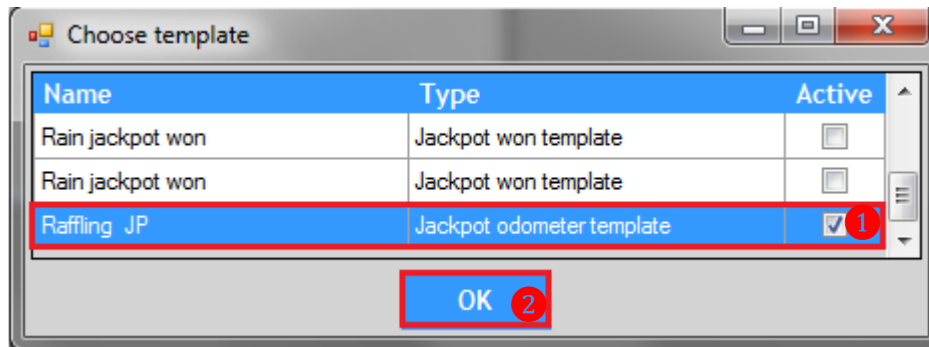 Choose template
Name Type Active
Rain jackpot won Jackpot won template
Rain jackpot won Jackpot won template
Raffling JP Jackpot odometer template 1
OK 2